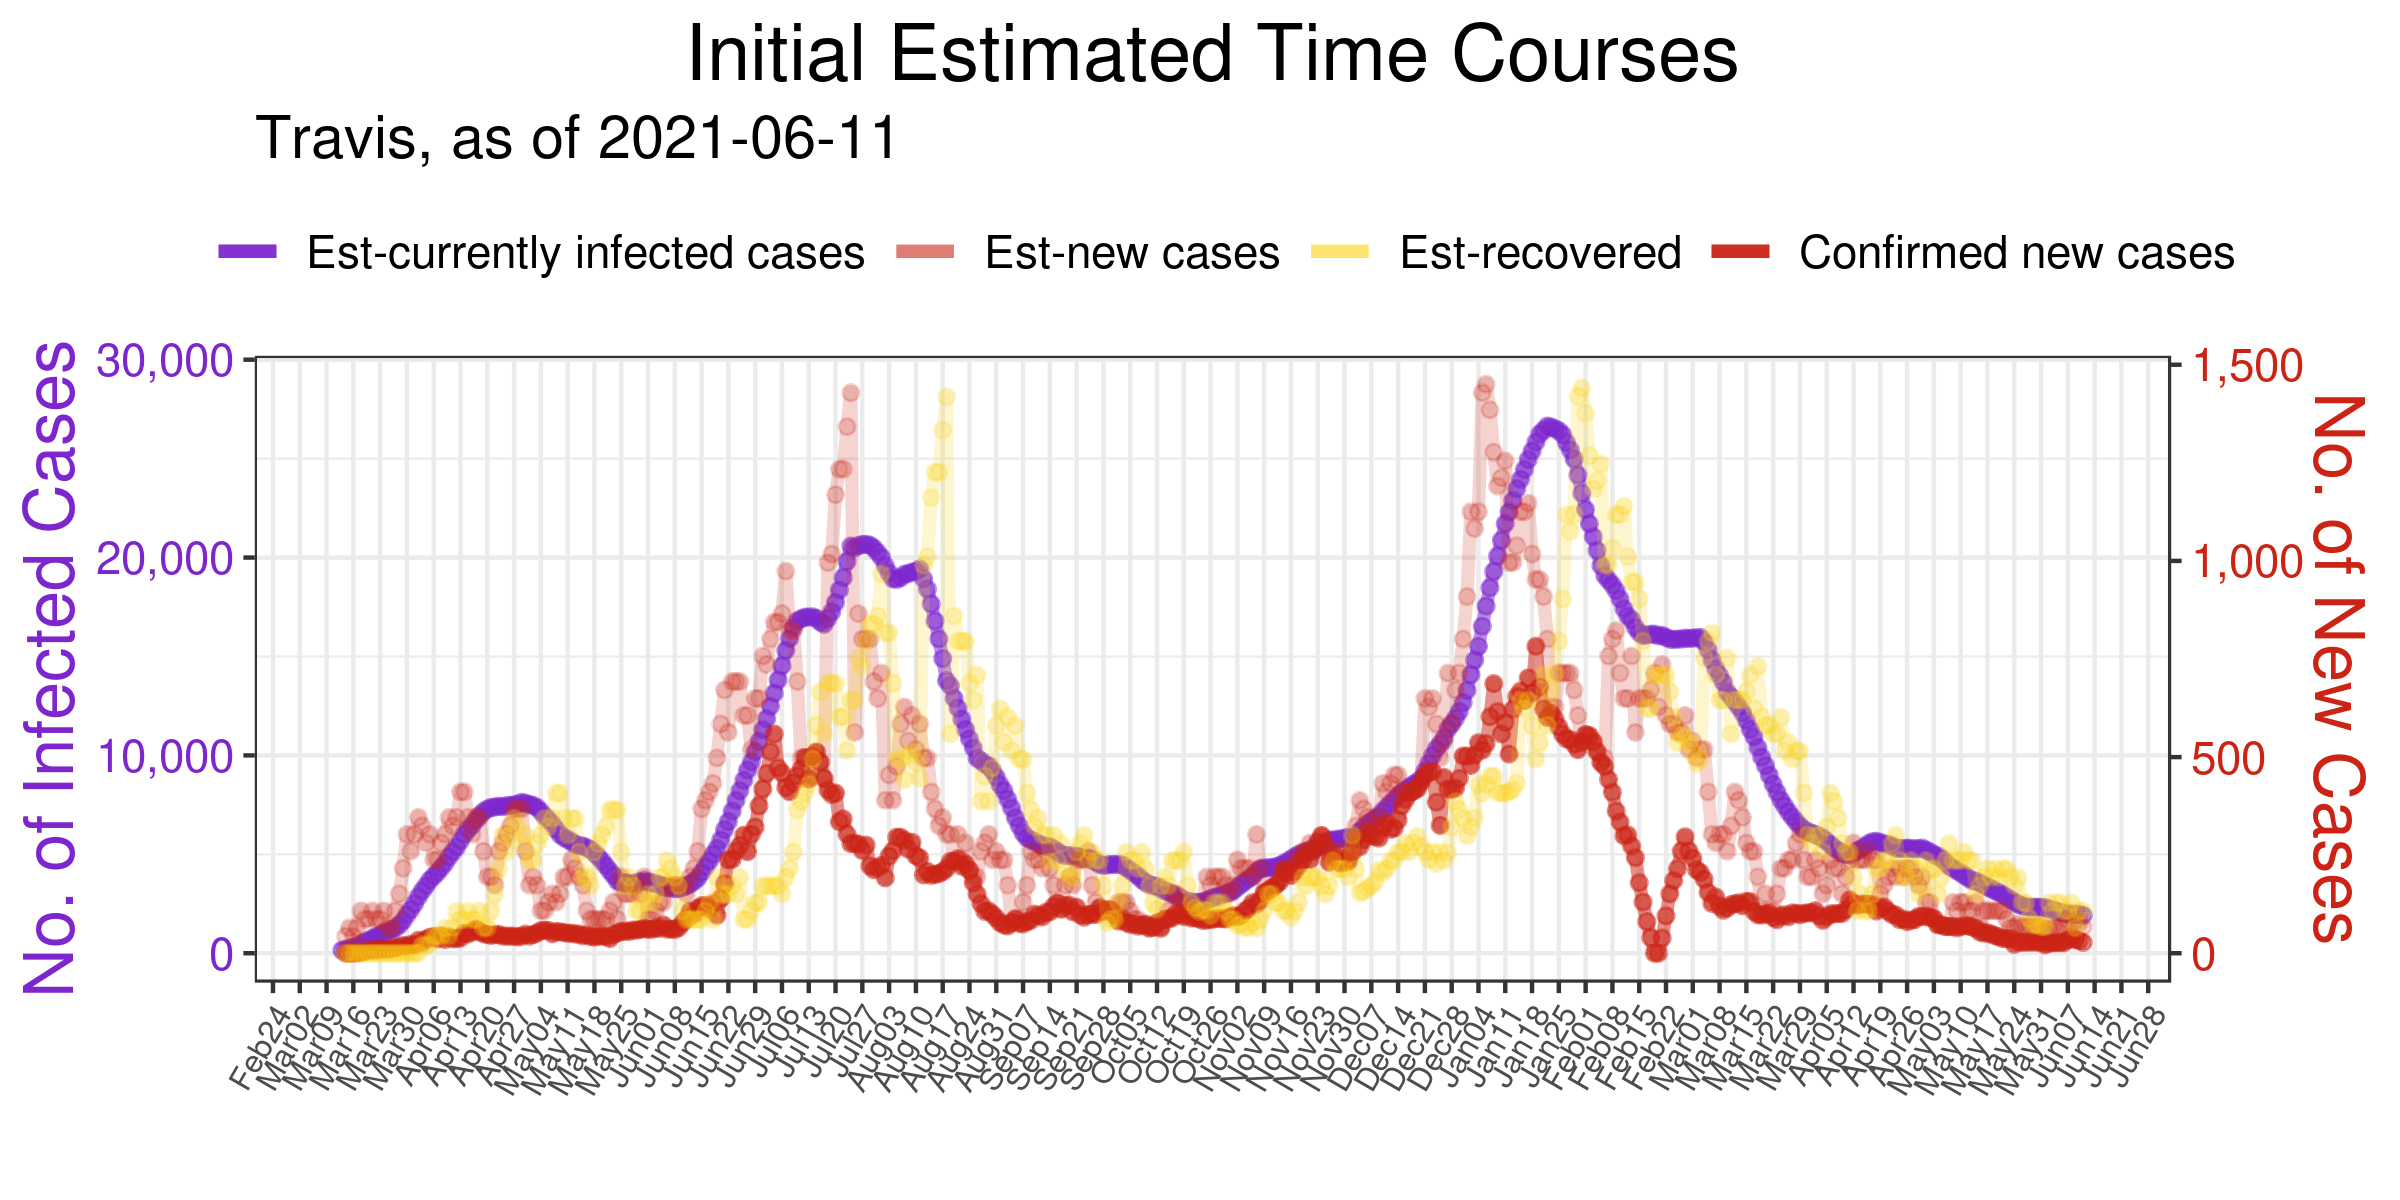 Initial Estimated Time Courses
Travis, as of 2021-06-11
Est-currently infected cases Est-new cases Est-recovered Confirmed new cases
No. of Infected Cases
30,000
20,000
10,000
0
1,500
1,000
500
0
No. of New Cases
Feb24
Mar02
Mar09
Mar16
Mar23
Mar30
Apr06
Apr13
Apr20
Apr27
May04
May11
May18
May25
Jun01
Jun08
Jun15
Jun22
Jun29
Jul06
Jul13
Jul20
Jul27
Aug03
Aug10
Aug17
Aug24
Aug31
Sep07
Sep14
Sep21
Sep28
Oct05
Oct12
Oct19
Oct26
Nov02
Nov09
Nov16
Nov23
Nov30
Dec07
Dec14
Dec21
Dec28
Jan04
Jan11
Jan18
Jan25
Feb01
Feb08
Feb15
Feb22
Mar01
Mar08
Mar15
Mar22
Mar29
Apr05
Apr12
Apr19
Apr26
May03
May10
May17
May24
May31
Jun07
Jun14
Jun21
Jun28